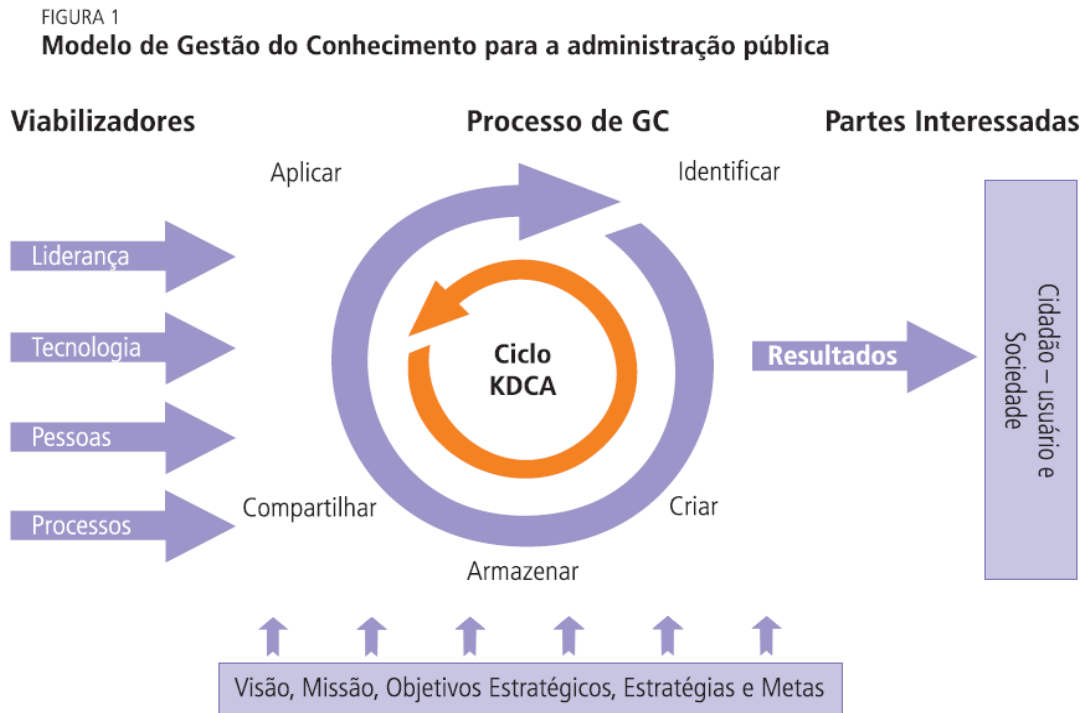 FIGURA 1
Modelo de Gestão do Conhecimento para a administração pública
Viabilizadores
Processo de GC
Partes Interessadas
Aplicar
Identificar
Liderança
Tecnologia
Pessoas
Processos
Ciclo
KDCA
Resultados
Cidadão – usuário e
Sociedade
Compartilhar
Criar
Armazenar
Visão, Missão, Objetivos Estratégicos, Estratégias e Metas